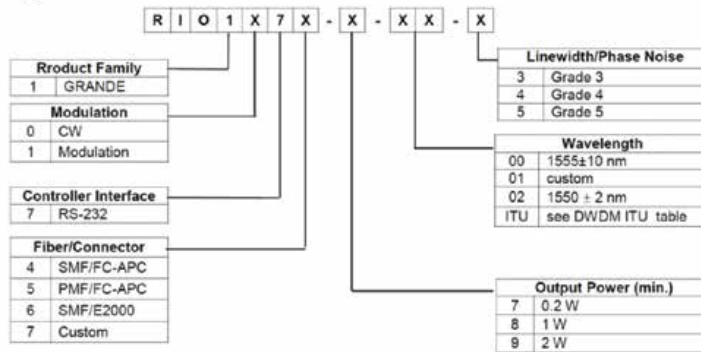 R I O 1 X 7 X - X - X X - X
Rroduct Family
1 GRANDE
Modulation
0 CW
1 Modulation
Controller Interface
7 RS-232
Fiber/Connector
4 SMF/FC-APC
5 PMF/FC-APC
6 SMF/E2000
7 Custom
Linewidth/Phase Noise
3 Grade 3
4 Grade 4
5 Grade 5
Wavelength
00 1555±10 nm
01 custom
02 1550 ± 2 nm
ITU see DWDM ITU table
Output Power (min.)
7 0.2 W
8 1 W
9 2 W